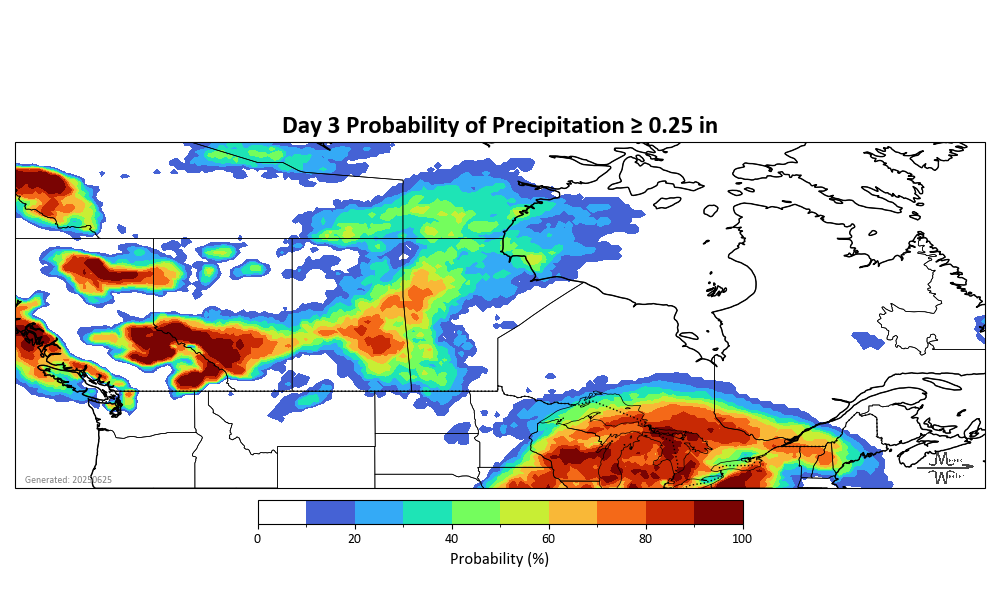 Day 3 Probability of Precipitation ≥ 0.25 in
Generated: 20250625
0 20 40 60 80 100
Probability (%)